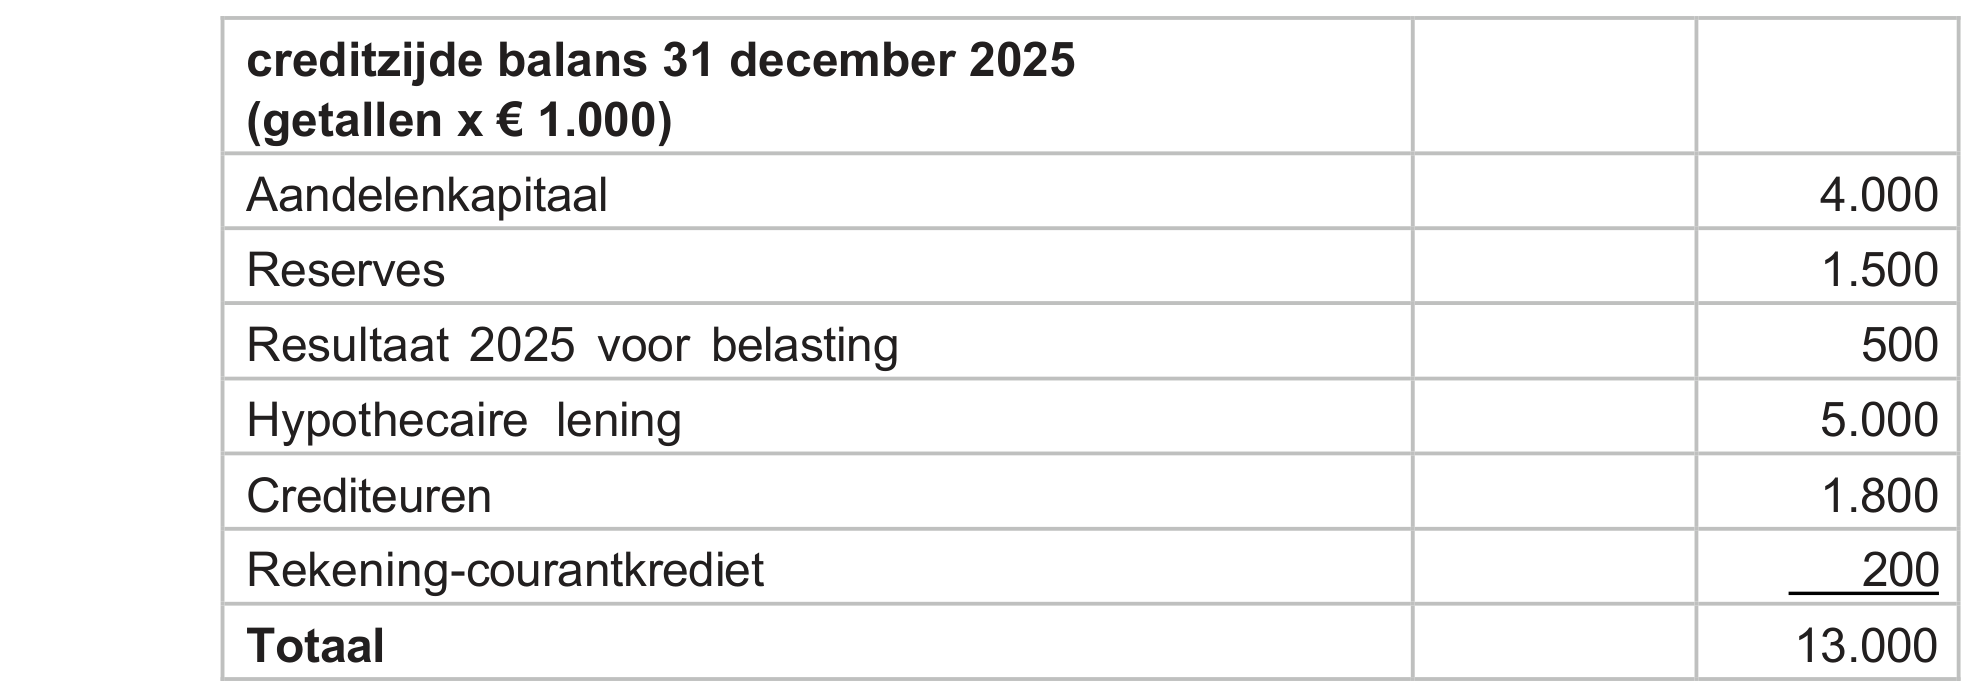 creditzijde balans 31 december 2025
(getallen x € 1.000)
Aandelenkapitaal 4.000
Reserves 1.500
Resultaat 2025 voor belasting 500
Hypothecaire lening 5.000
Crediteuren 1.800
Rekening-courantkrediet 200
Totaal 13.000